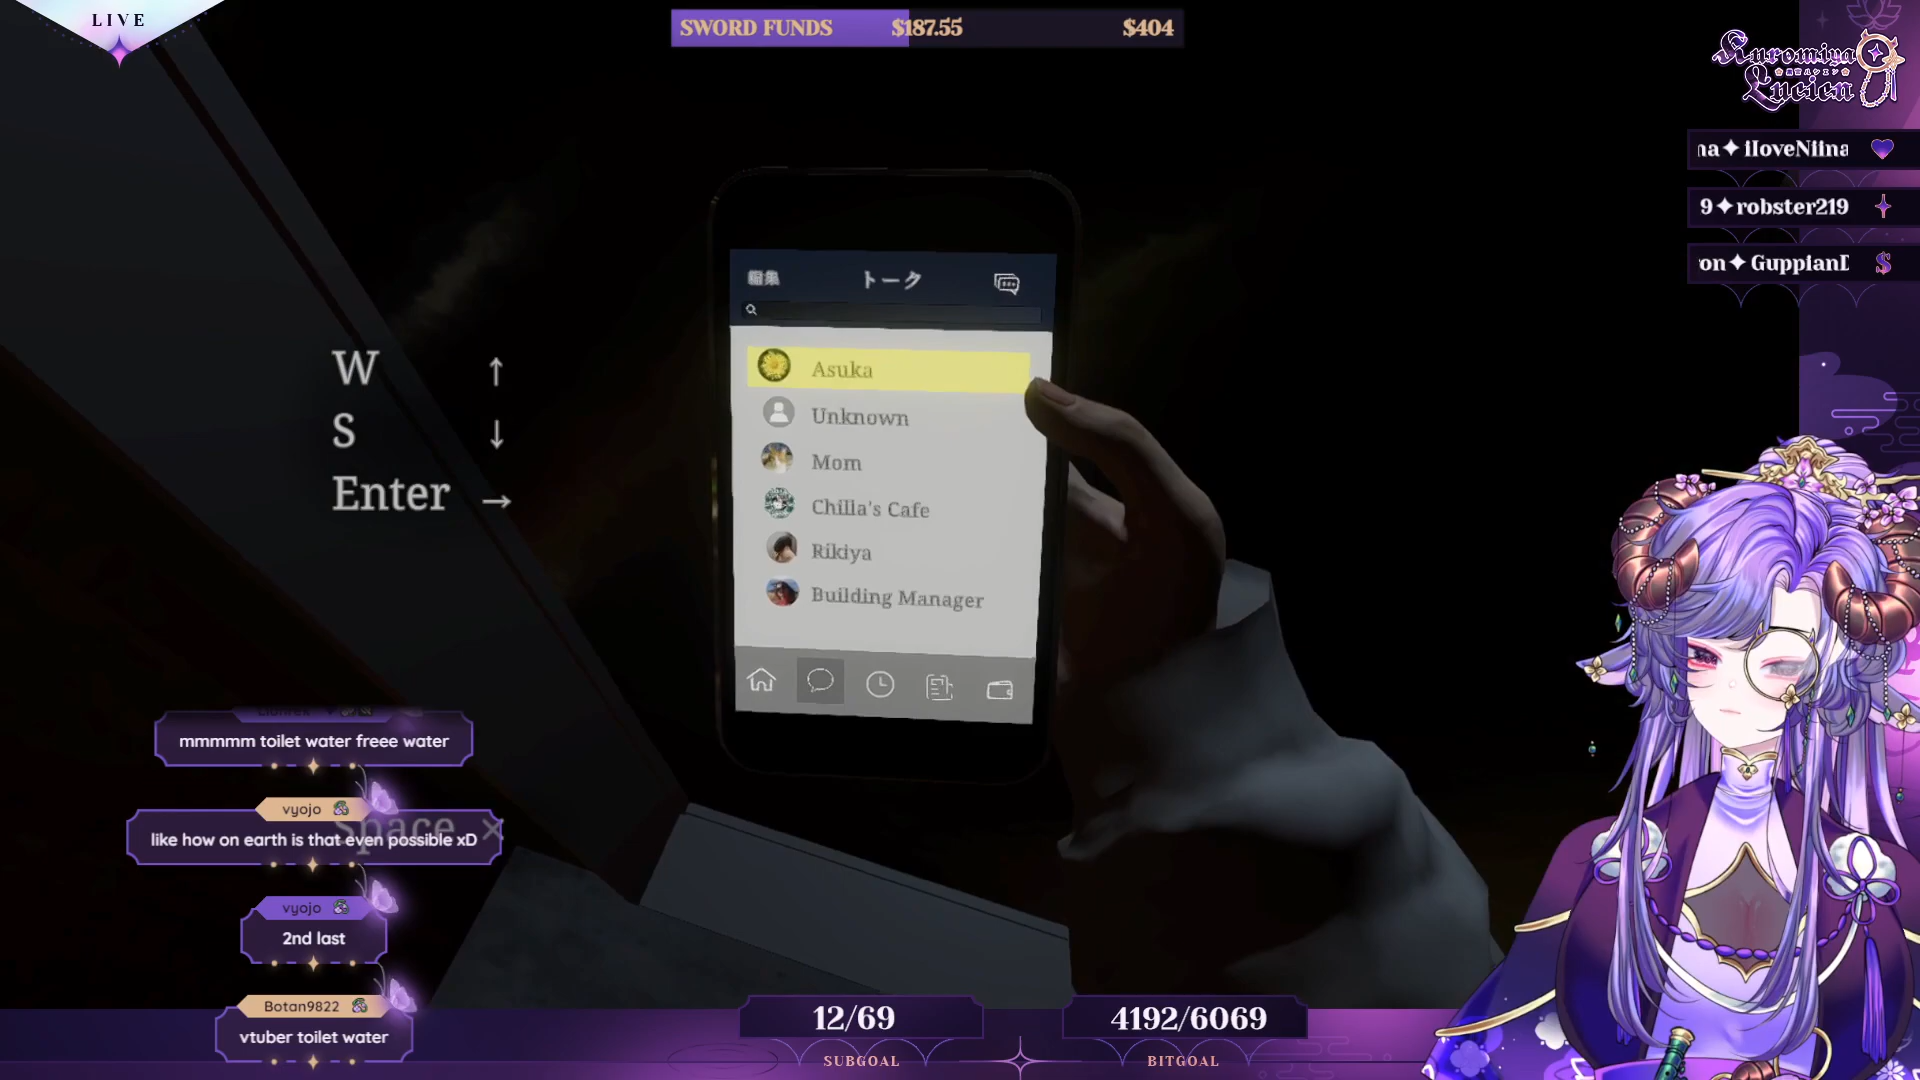 LIVE
SWORD FUNDS $187.55 $404
Kuromiya
Lucien
na✦iloveNiina
9✦robster219
on✦GuppianD
編集 トーク
Asuka
Unknown
Mom
Chilla's Cafe
Rikiya
Building Manager
W ↑
S ↓
Enter →
Space ×
mmmmm toilet water freee water
vyojo
like how on earth is that even possible xD
vyojo
2nd last
Botan9822
vtuber toilet water
12/69
SUBGOAL
4192/6069
BITGOAL